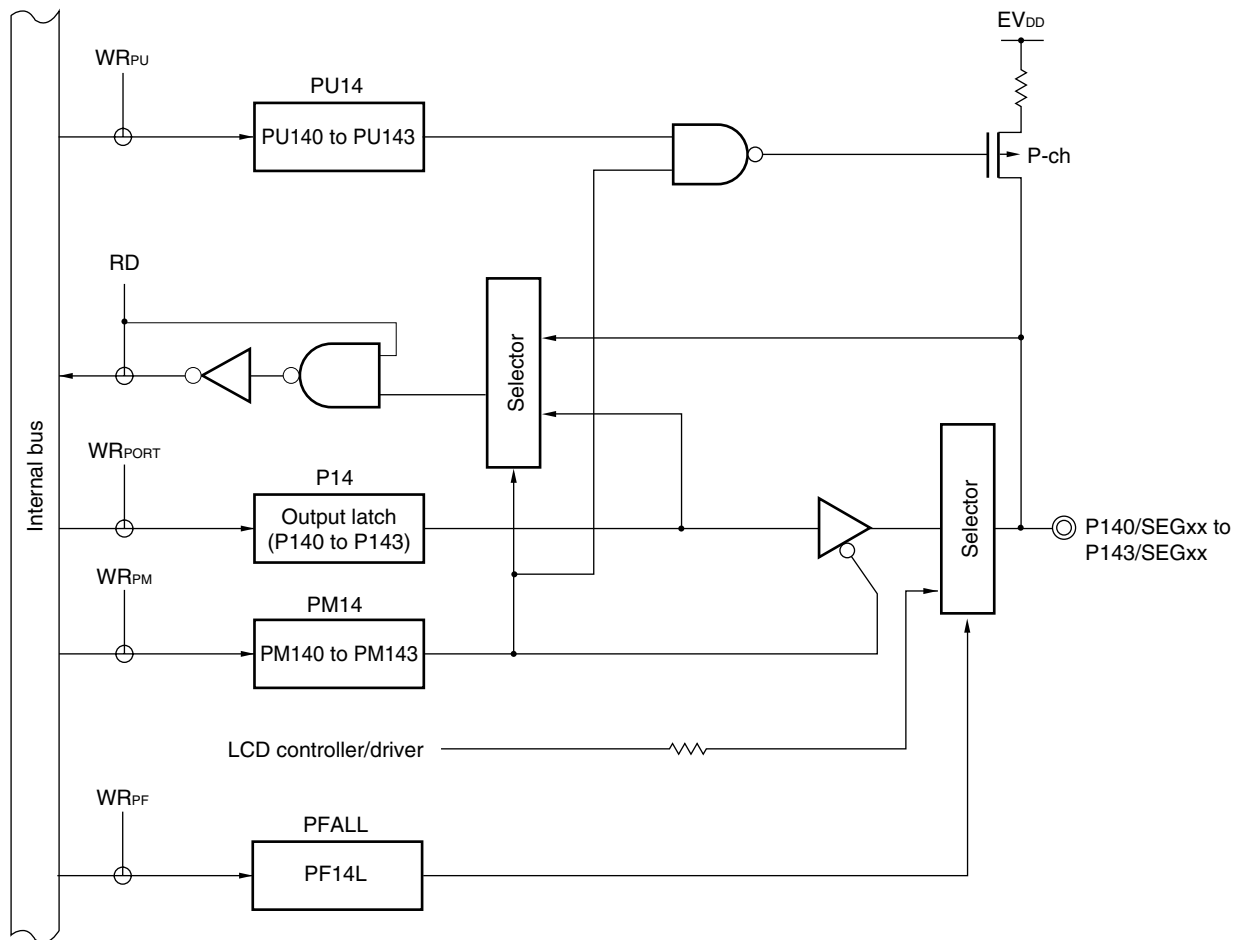 EVDD
WRPU
PU14
PU140 to PU143
P-ch
RD
Selector
Internal bus
WRPORT
P14
Output latch
(P140 to P143)
Selector
P140/SEGxx to
P143/SEGxx
WRPM
PM14
PM140 to PM143
LCD controller/driver
WRPF
PFALL
PF14L